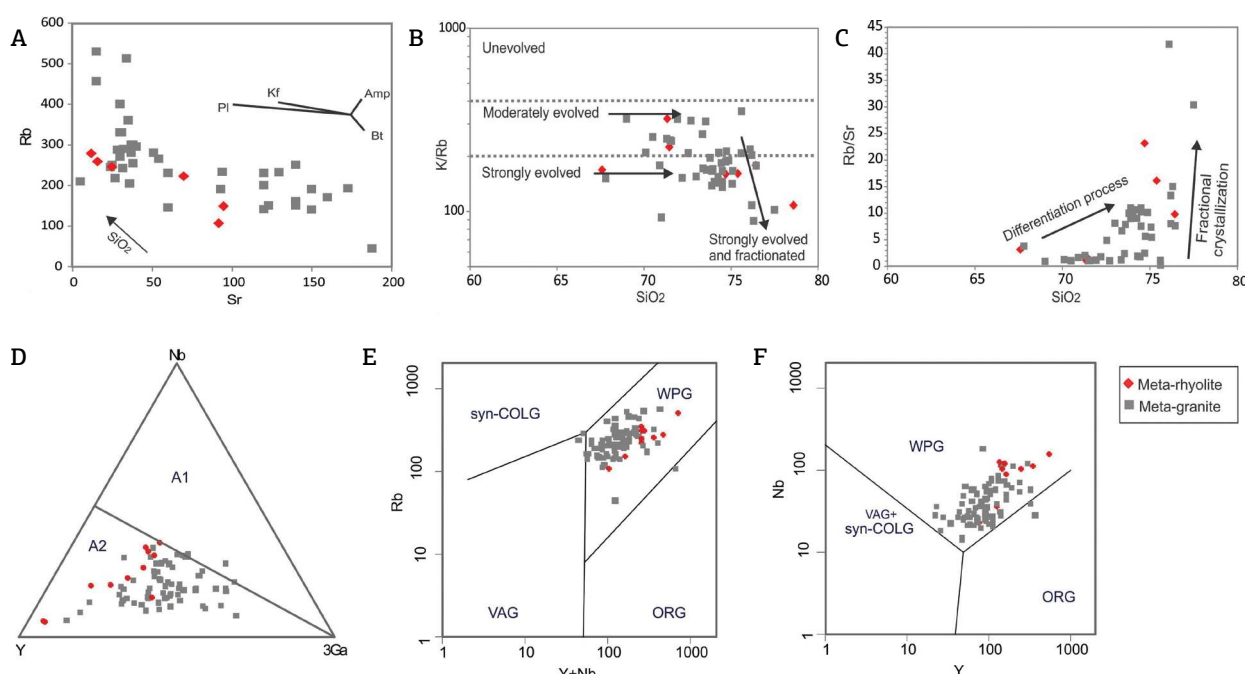 A
600
500
400
300
200
100
0
Rb
0
50
100
150
200
Sr
Pl
Kf
Amp
Bt
SiO2
B
1000
100
K/Rb
Unevolved
Moderately evolved
Strongly evolved
Strongly evolved
and fractionated
60
65
70
75
80
SiO2
C
45
40
35
30
25
20
15
10
5
0
Rb/Sr
Differentiation process
Fractional
crystallization
60
65
70
75
80
SiO2
D
Nb
A1
A2
Y
3Ga
E
1000
100
10
1
Rb
syn-COLG
WPG
VAG
ORG
1
10
100
1000
Y+Nb
F
1000
100
10
1
Nb
WPG
VAG+
syn-COLG
ORG
1
10
100
1000
Y
Meta-rhyolite
Meta-granite